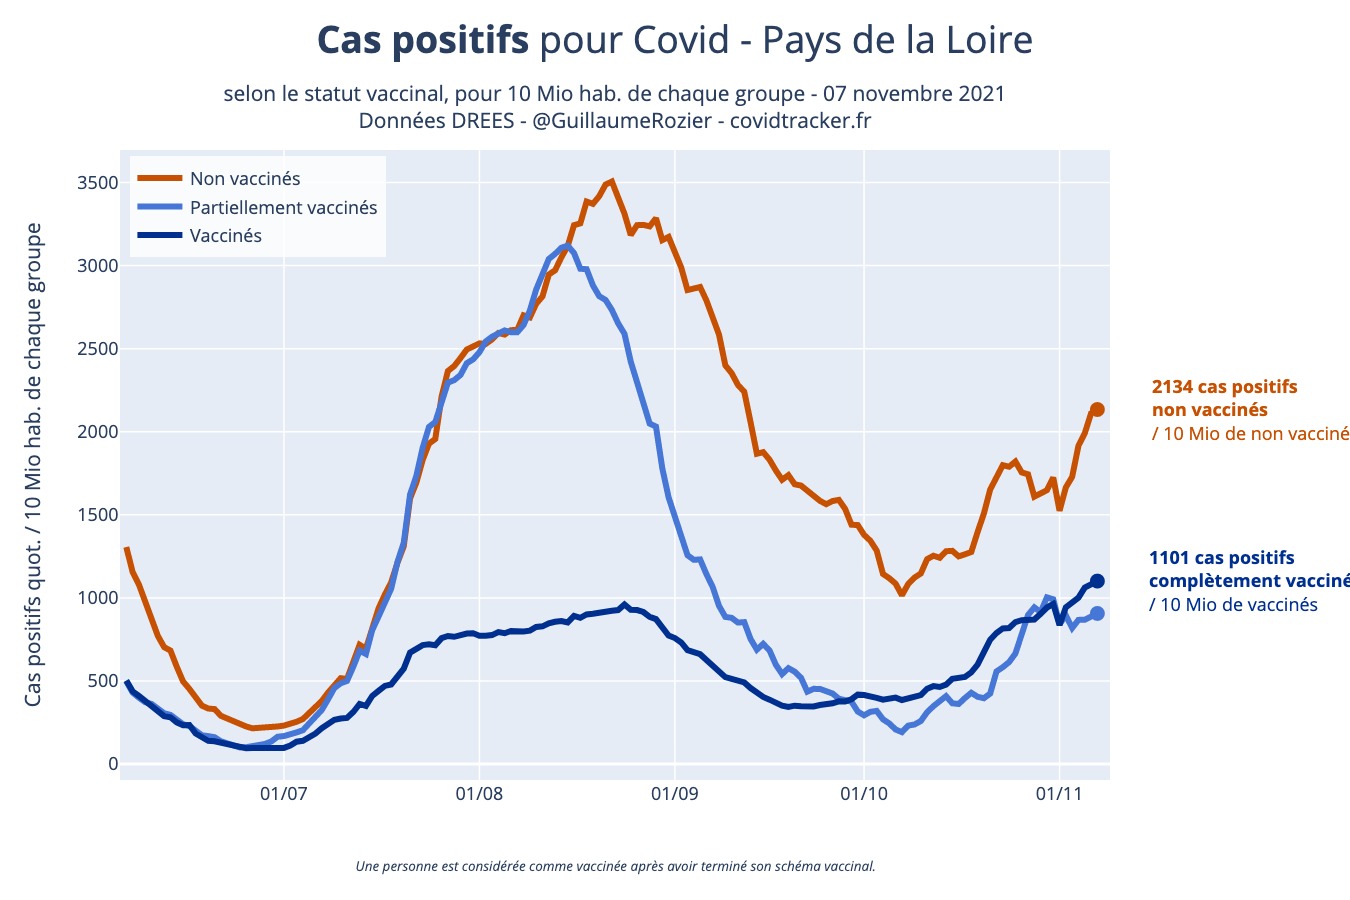 Cas positifs pour Covid - Pays de la Loire
selon le statut vaccinal, pour 10 Mio hab. de chaque groupe - 07 novembre 2021
Données DREES - @GuillaumeRozier - covidtracker.fr
Non vaccinés
Partiellement vaccinés
Vaccinés
Cas positifs quot. / 10 Mio hab. de chaque groupe
3500
3000
2500
2000
1500
1000
500
0
01/07
01/08
01/09
01/10
01/11
2134 cas positifs
non vaccinés
/ 10 Mio de non vacciné
1101 cas positifs
complètement vacciné
/ 10 Mio de vaccinés
Une personne est considérée comme vaccinée après avoir terminé son schéma vaccinal.